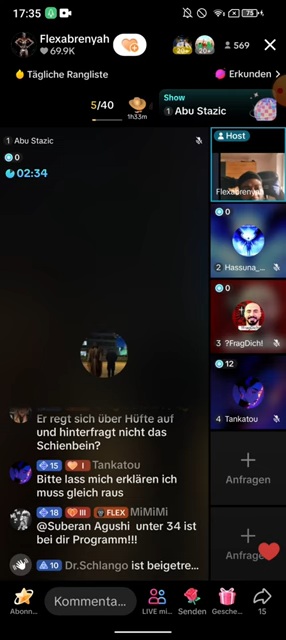 17:35
75
Flexabrenyah
69.9K
20+
20+
569
Tägliche Rangliste
Erkunden
5/40
1h33m
Show
1 Abu Stazic
1 Abu Stazic
0
02:34
Host
Flexabrenyah
0
2 Hassuna_...
0
3 ?FragDich!
12
4 Tankatou
Anfragen
Anfrage
Er regt sich über Hüfte auf
und hinterfragt nicht das
Schienbein?
15 I Tankatou
Bitte lass mich erklären ich
muss gleich raus
18 III FLEX MiMiMi
@Suberan Agushi unter 34 ist
bei dir Programm!!!
10 Dr.Schlango ist beigetre...
Abonn...
Kommenta...
LIVE mi...
Senden
Gesche...
15